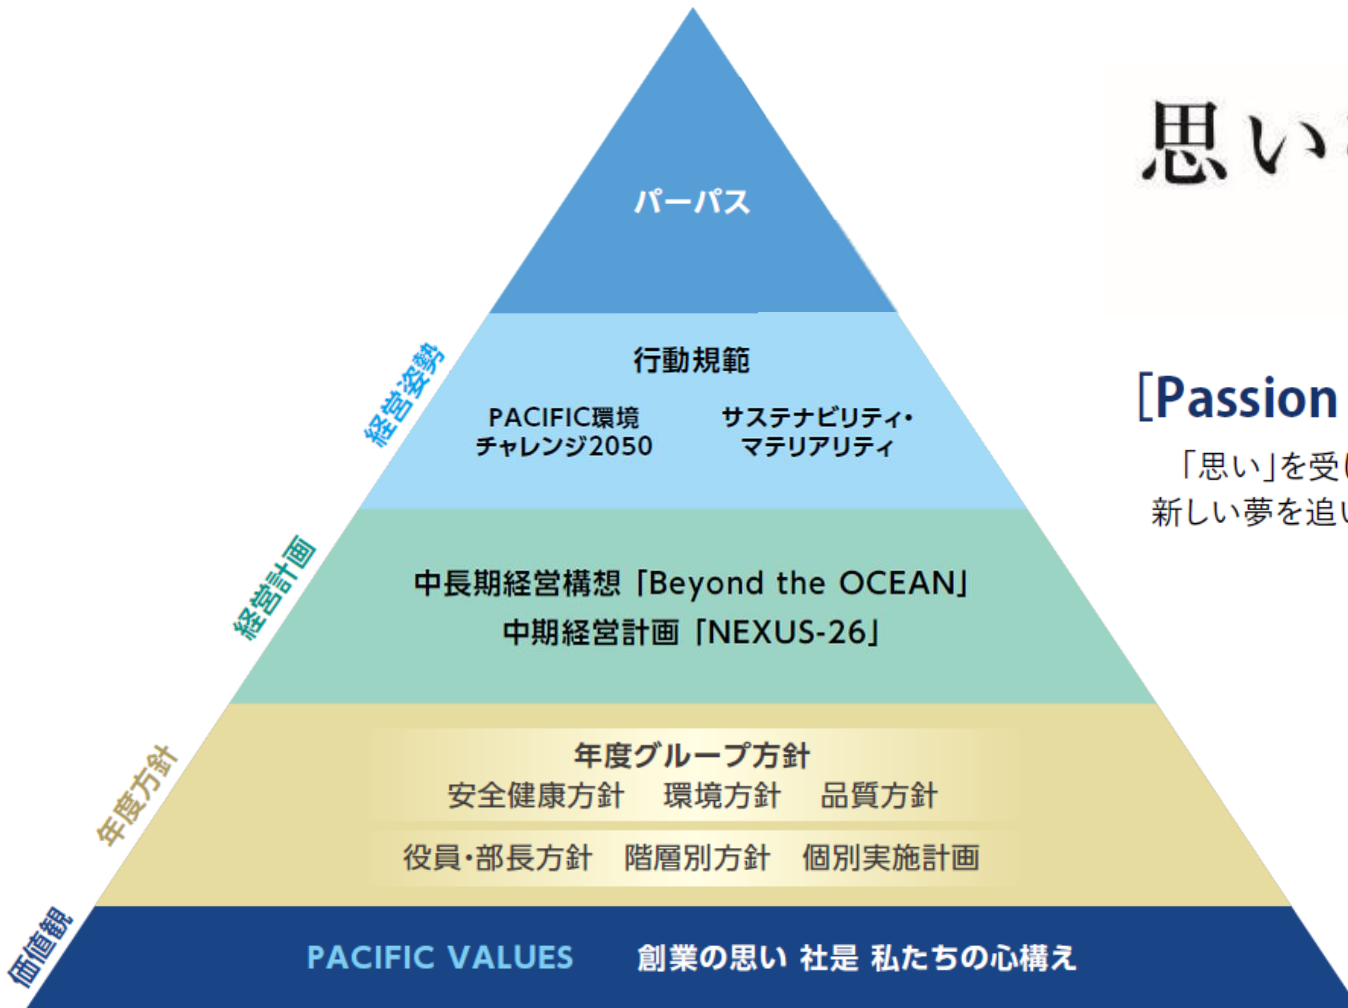 パーパス
思い
経営姿勢
行動規範
PACIFIC環境
チャレンジ2050
サステナビリティ・
マテリアリティ
[Passion
「思い」を受
新しい夢を追
経営計画
中長期経営構想「Beyond the OCEAN」
中期経営計画「NEXUS-26」
年度方針
年度グループ方針
安全健康方針 環境方針 品質方針
役員・部長方針 階層別方針 個別実施計画
価値観
PACIFIC VALUES 創業の思い 社是 私たちの心構え